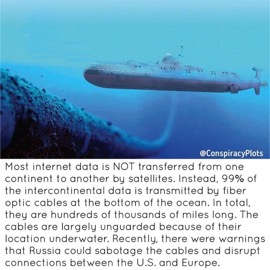 @ConspiracyPlots
Most internet data is NOT transferred from one
continent to another by satellites. Instead, 99% of
the intercontinental data is transmitted by fiber
optic cables at the bottom of the ocean. In total,
they are hundreds of thousands of miles long. The
cables are largely unguarded because of their
location underwater. Recently, there were warnings
that Russia could sabotage the cables and disrupt
connections between the U.S. and Europe.